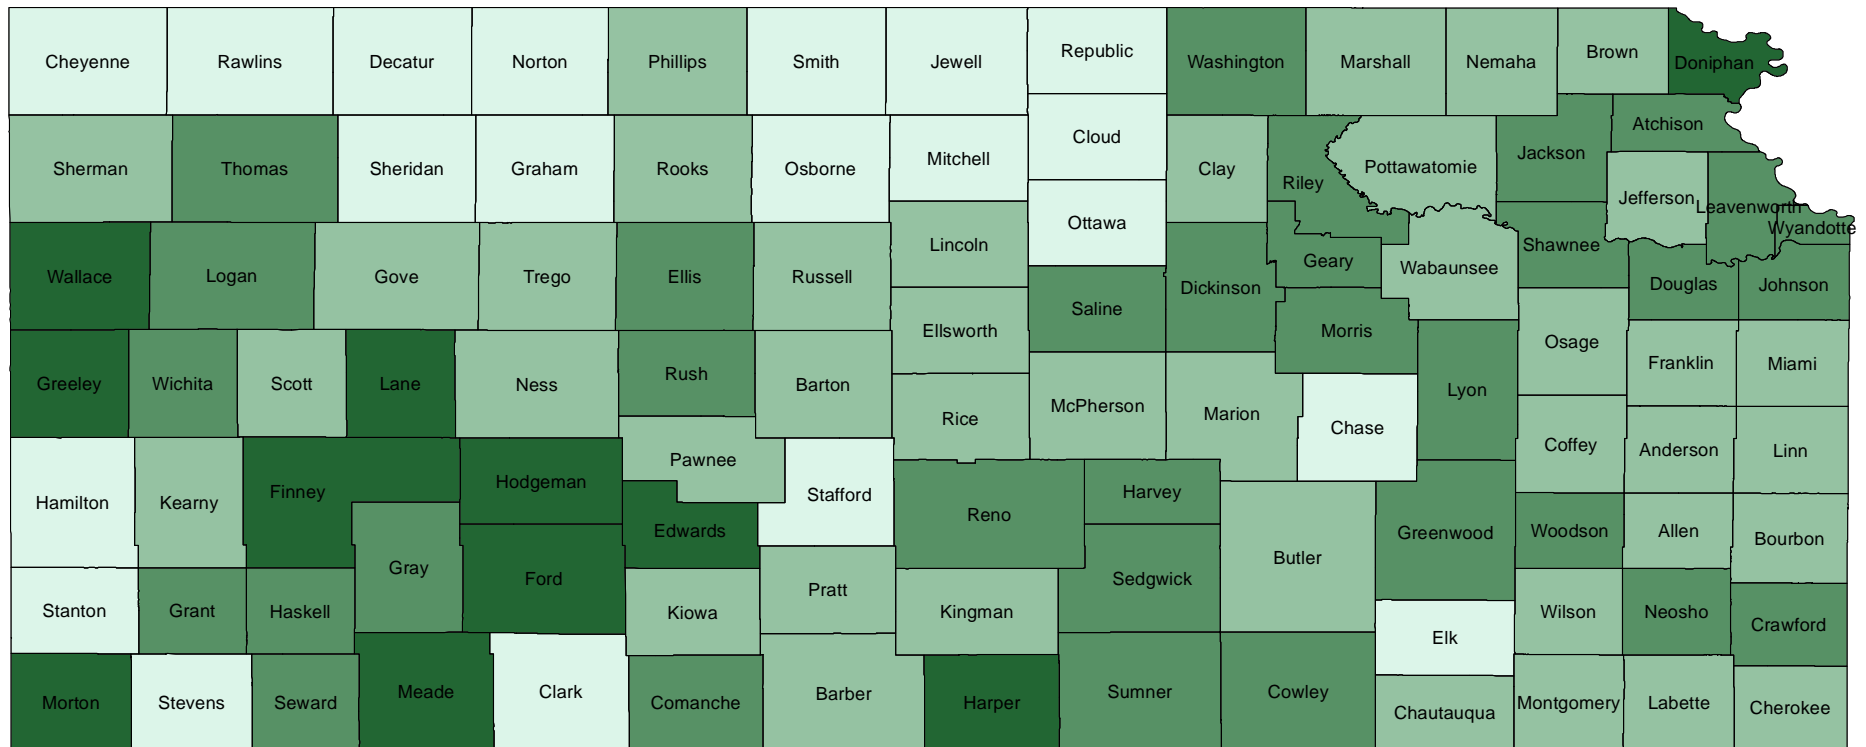 Cheyenne
Rawlins
Decatur
Norton
Phillips
Smith
Jewell
Republic
Washington
Marshall
Nemaha
Brown
Doniphan
Sherman
Thomas
Sheridan
Graham
Rooks
Osborne
Mitchell
Cloud
Clay
Riley
Pottawatomie
Jackson
Atchison
Jefferson
Leavenworth
Wyandotte
Wallace
Logan
Gove
Trego
Ellis
Russell
Lincoln
Ottawa
Saline
Dickinson
Geary
Wabaunsee
Shawnee
Douglas
Johnson
Greeley
Wichita
Scott
Lane
Ness
Rush
Barton
Ellsworth
Rice
McPherson
Marion
Morris
Chase
Lyon
Osage
Franklin
Miami
Hamilton
Kearny
Finney
Hodgeman
Pawnee
Edwards
Stafford
Reno
Harvey
Butler
Greenwood
Coffey
Anderson
Linn
Woodson
Allen
Bourbon
Stanton
Grant
Haskell
Gray
Ford
Kiowa
Pratt
Kingman
Sedgwick
Elk
Wilson
Neosho
Crawford
Morton
Stevens
Seward
Meade
Clark
Comanche
Barber
Harper
Sumner
Cowley
Chautauqua
Montgomery
Labette
Cherokee